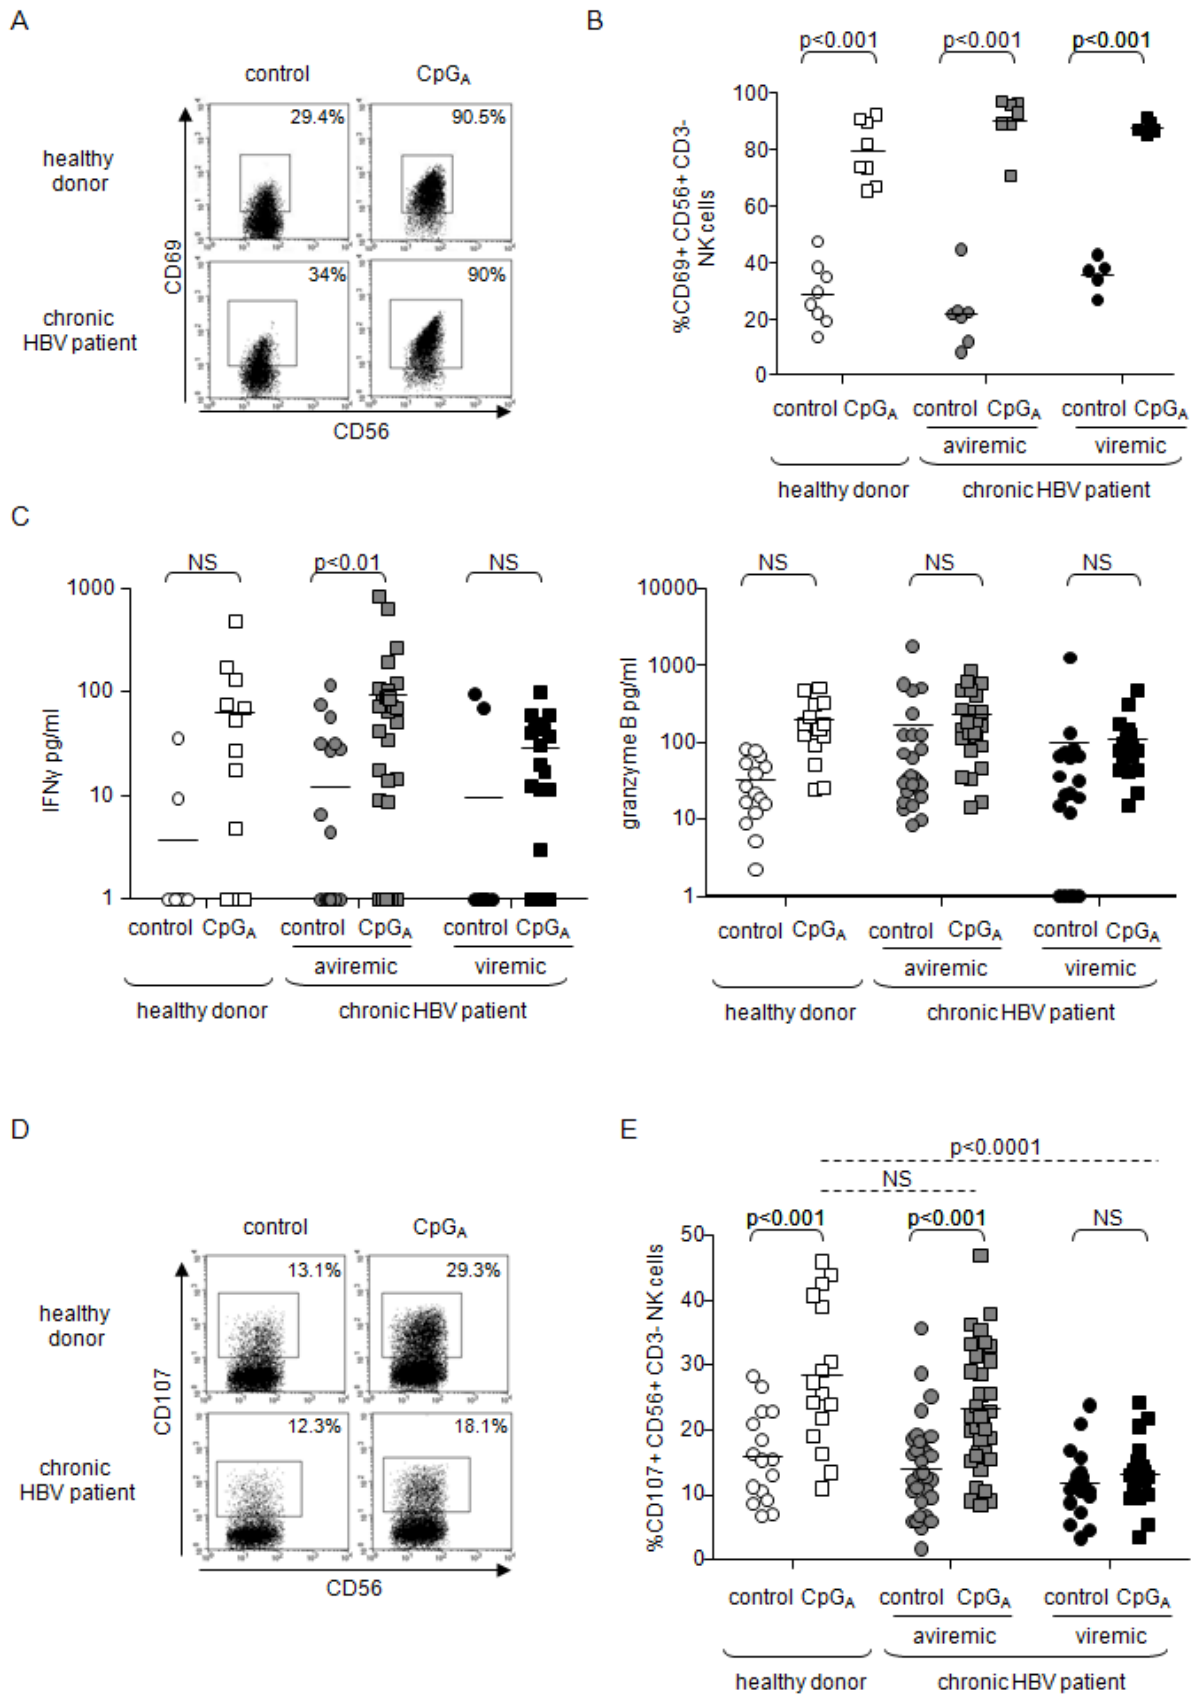 A
control
CpGA
healthy
donor
29.4%
90.5%
chronic
HBV patient
34%
90%
CD69
CD56
B
p<0.001
p<0.001
p<0.001
%CD69+ CD56+ CD3-
NK cells
100
80
60
40
20
0
control CpGA control CpGA control CpGA
aviremic
viremic
healthy donor
chronic HBV patient
C
NS
p<0.01
NS
IFNγ pg/ml
1000
100
10
1
control CpGA control CpGA control CpGA
aviremic
viremic
healthy donor
chronic HBV patient
NS
NS
NS
granzyme B pg/ml
10000
1000
100
10
1
control CpGA control CpGA control CpGA
aviremic
viremic
healthy donor
chronic HBV patient
D
control
CpGA
healthy
donor
13.1%
29.3%
chronic
HBV patient
12.3%
18.1%
CD107
CD56
E
p<0.0001
NS
p<0.001
p<0.001
NS
%CD107+ CD56+ CD3- NK cells
50
40
30
20
10
0
control CpGA control CpGA control CpGA
aviremic
viremic
healthy donor
chronic HBV patient